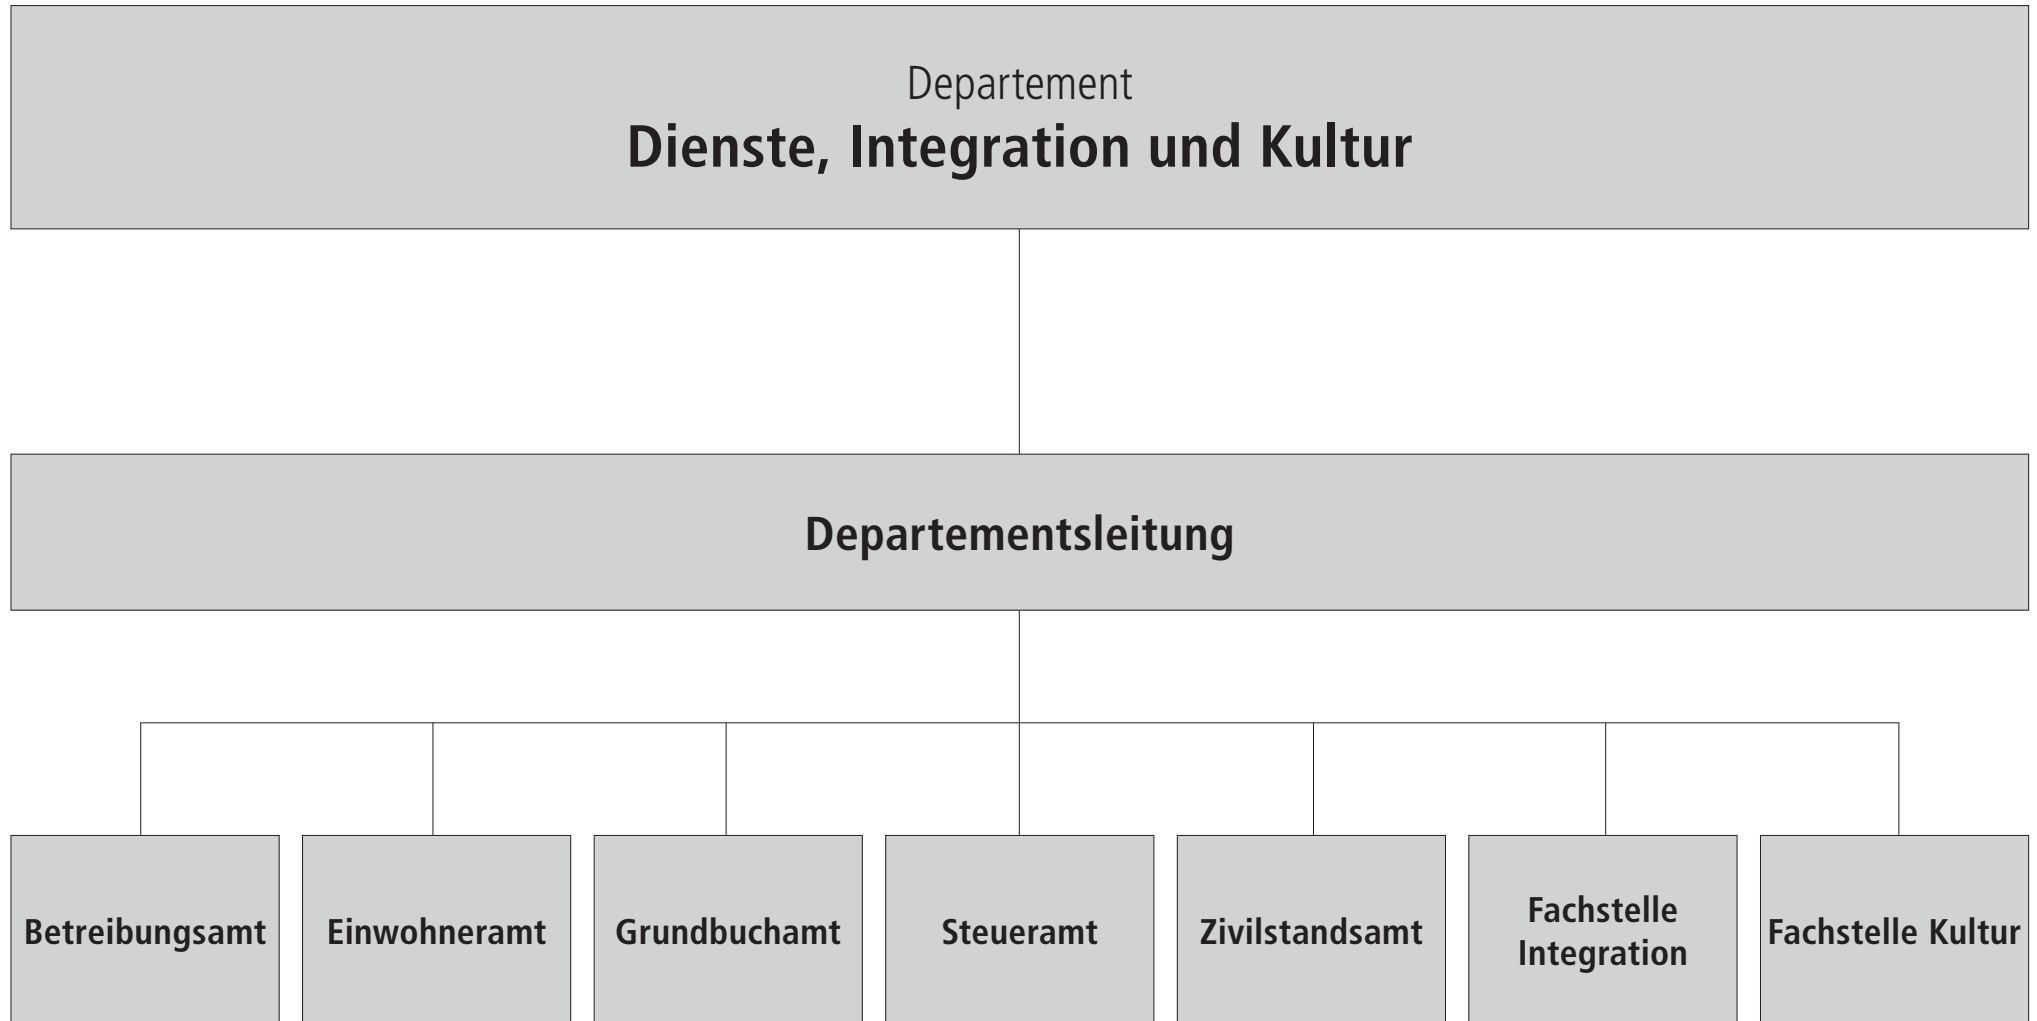 Departement
Dienste, Integration und Kultur
Departementsleitung
Betreibungsamt
Einwohneramt
Grundbuchamt
Steueramt
Zivilstandsamt
Fachstelle
Integration
Fachstelle Kultur